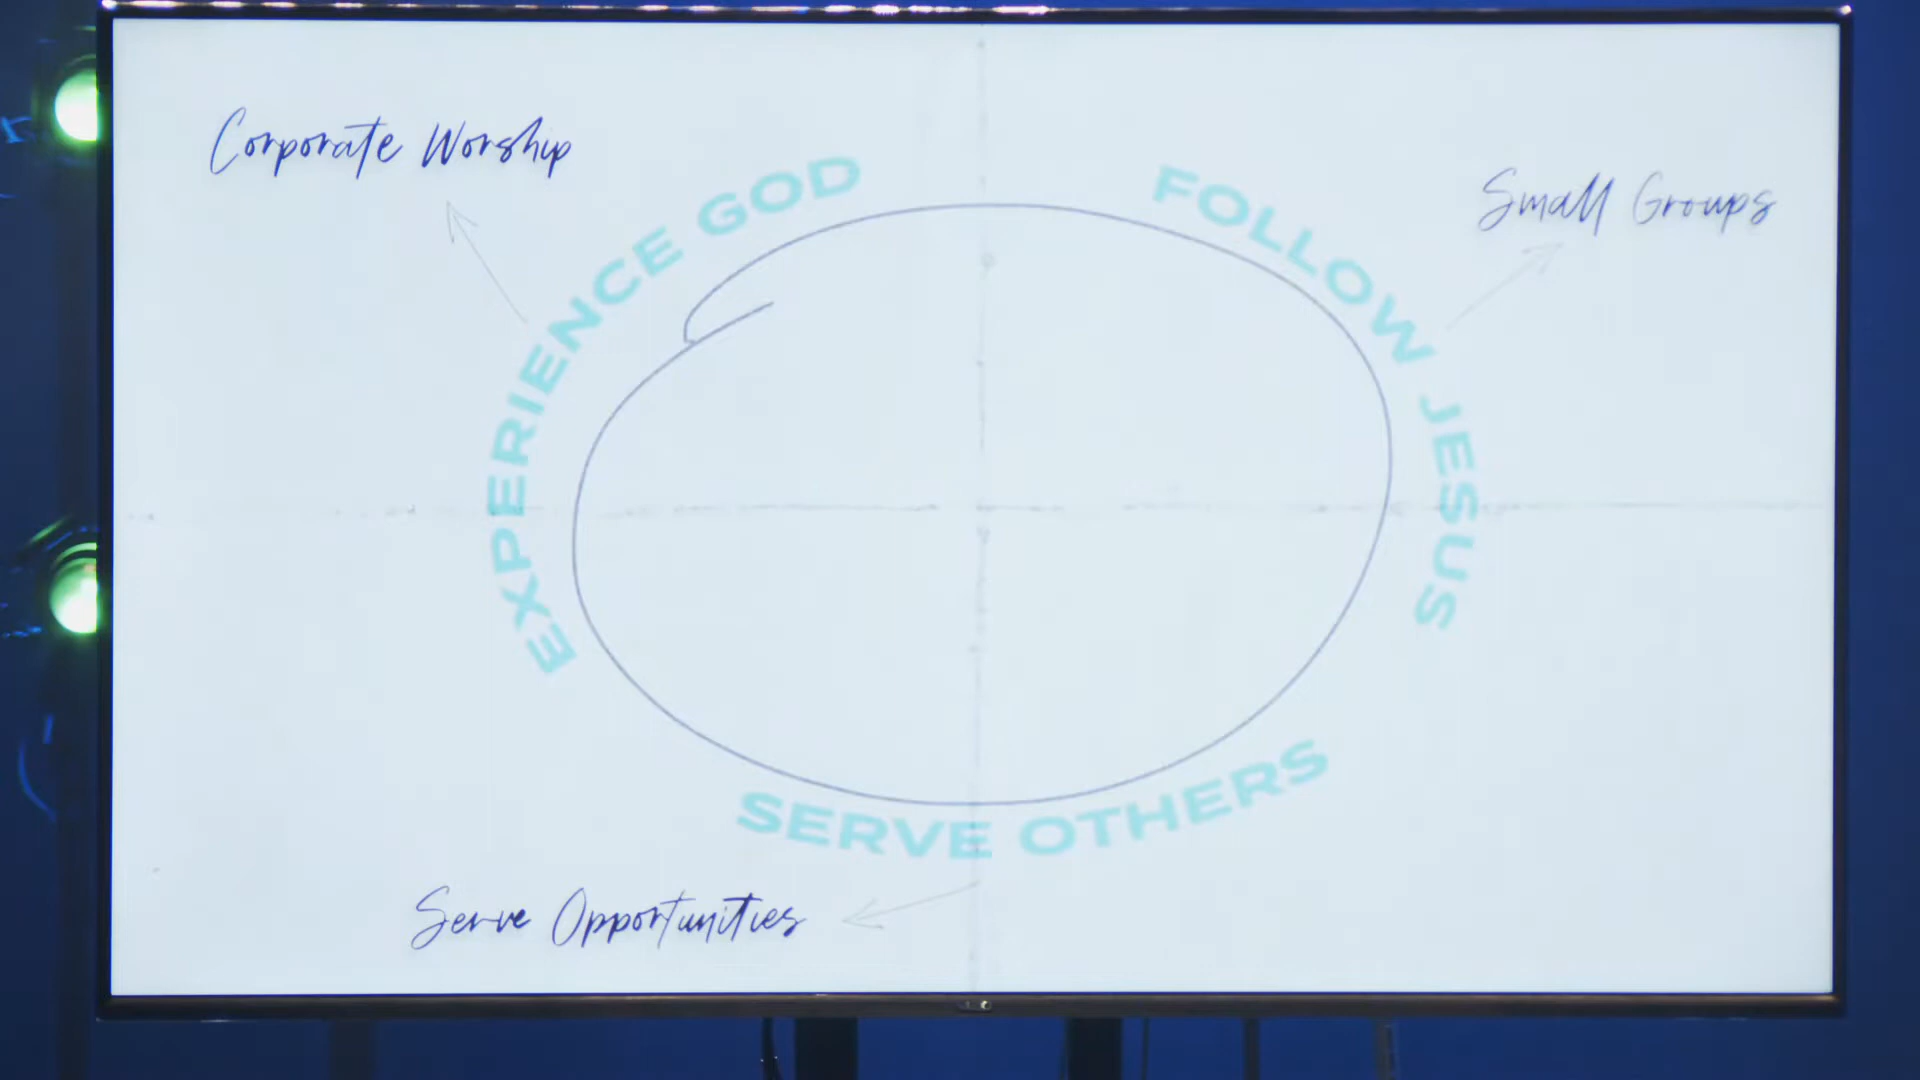 Corporate Worship
EXPERIENCE GOD
FOLLOW JESUS
Small Groups
SERVE OTHERS
Serve Opportunities